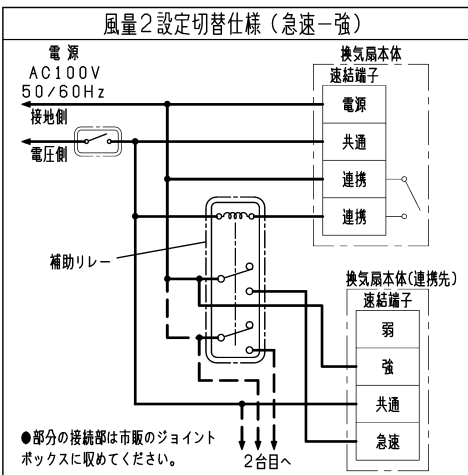 風量2設定切替仕様（急速－強）
電源
AC100V
50/60Hz
接地側
電圧側
換気扇本体
速結端子
電源
共通
連携
連携
補助リレー
換気扇本体(連携先)
速結端子
弱
強
共通
急速
●部分の接続部は市販のジョイント
ボックスに収めてください。
2台目へ